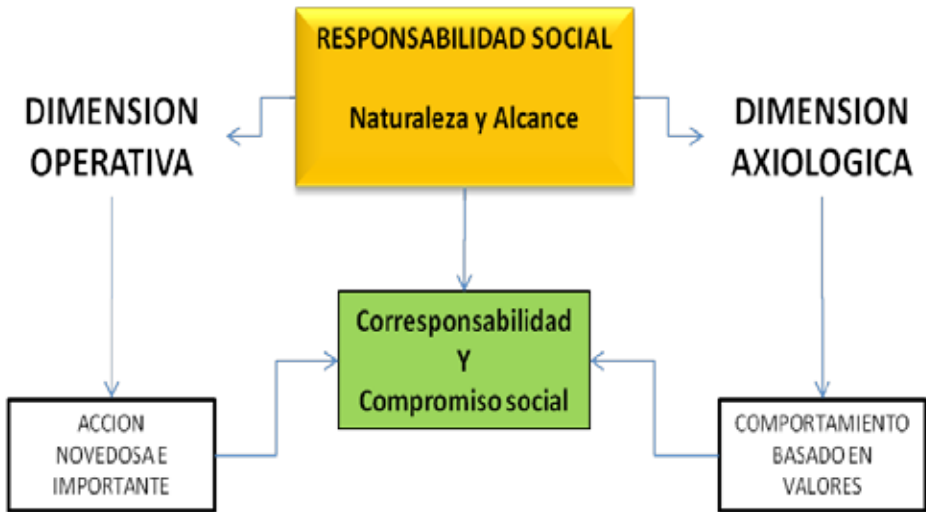 RESPONSABILIDAD SOCIAL
Naturaleza y Alcance
DIMENSION
OPERATIVA
DIMENSION
AXIOLOGICA
Corresponsabilidad
Y
Compromiso social
ACCION
NOVEDOSA E
IMPORTANTE
COMPORTAMIENTO
BASADO EN
VALORES